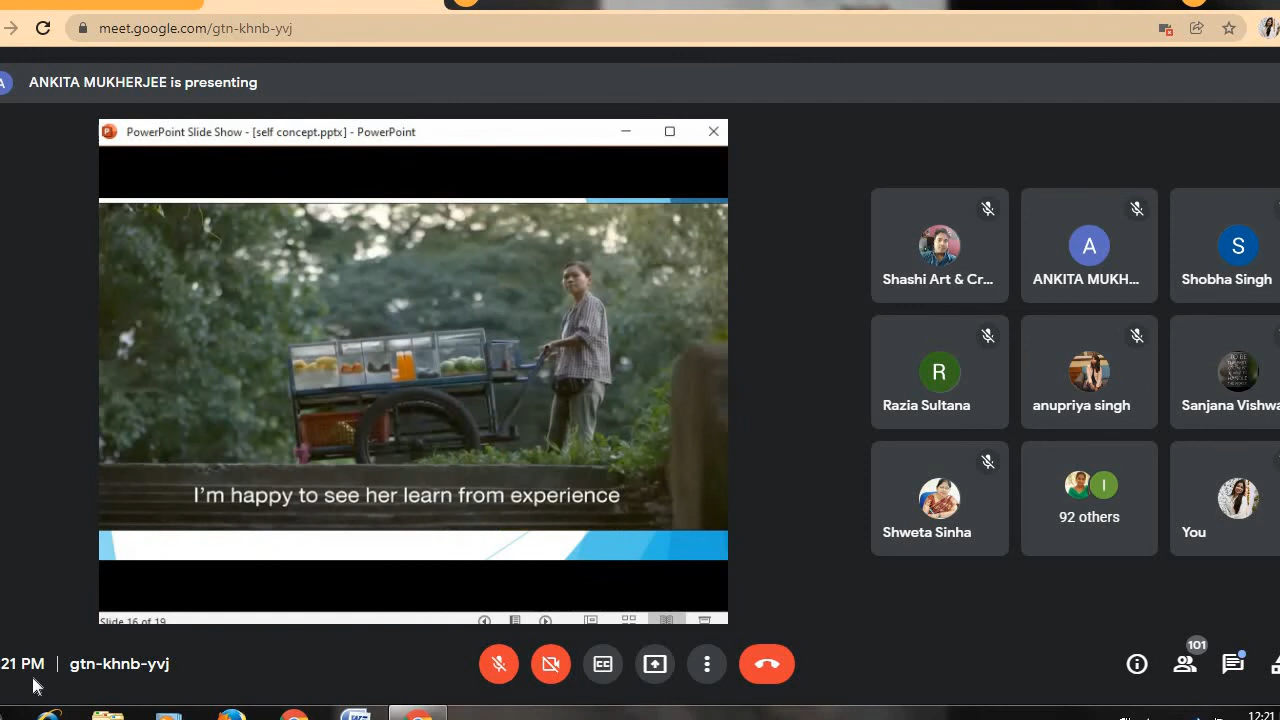 meet.google.com/gtn-khnb-yvj
ANKITA MUKHERJEE is presenting
PowerPoint Slide Show - [self concept.pptx] - PowerPoint
I'm happy to see her learn from experience
Slide 16 of 19
Shashi Art & Cr...
A
ANKITA MUKH...
S
Shobha Singh
R
Razia Sultana
anupriya singh
Sanjana Vishwa
Shweta Sinha
I
92 others
You
21 PM
gtn-khnb-yvj
101
12:21